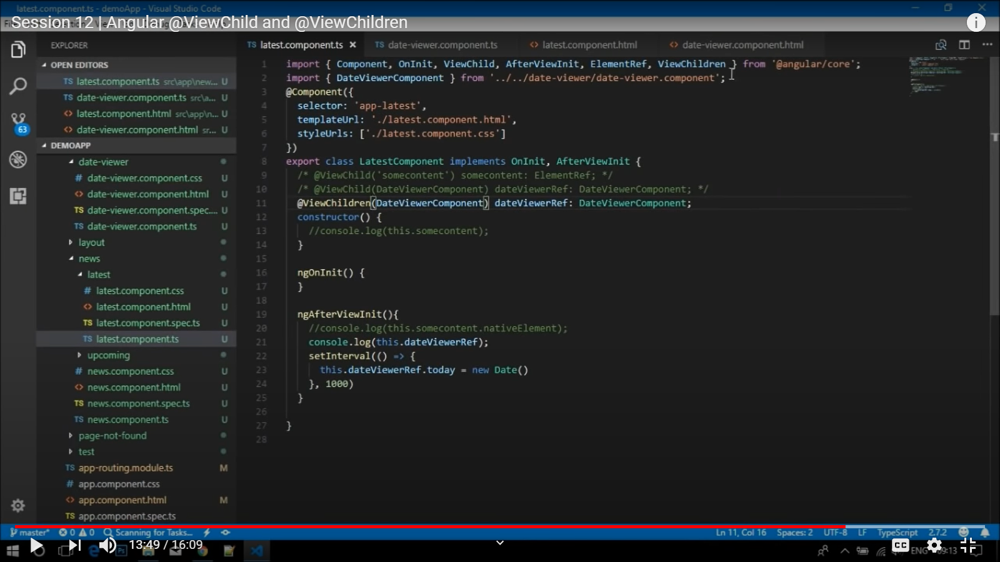 latest.component.ts - demoApp - Visual Studio Code
Session 12 | Angular @ViewChild and @ViewChildren
EXPLORER
OPEN EDITORS
TS latest.component.ts src\app\new... U
TS date-viewer.component.ts src\a... U
<> latest.component.html src\app\n... U
<> date-viewer.component.html sr... U
DEMOAPP
date-viewer
# date-viewer.component.css U
<> date-viewer.component.html U
TS date-viewer.component.spec.... U
TS date-viewer.component.ts U
layout
news
latest
# latest.component.css U
<> latest.component.html U
TS latest.component.spec.ts U
TS latest.component.ts U
upcoming
# news.component.css U
<> news.component.html U
TS news.component.spec.ts U
TS news.component.ts U
page-not-found
test
TS app-routing.module.ts M
# app.component.css
<> app.component.html M
TS app.component.spec.ts
63
TS latest.component.ts × TS date-viewer.component.ts <> latest.component.html <> date-viewer.component.html
1 import { Component, OnInit, ViewChild, AfterViewInit, ElementRef, ViewChildren } from '@angular/core';
2 import { DateViewerComponent } from '../../date-viewer/date-viewer.component';
3 @Component({
4 selector: 'app-latest',
5 templateUrl: './latest.component.html',
6 styleUrls: ['./latest.component.css']
7 })
8 export class LatestComponent implements OnInit, AfterViewInit {
9 /* @ViewChild('somecontent') somecontent: ElementRef; */
10 /* @ViewChild(DateViewerComponent) dateViewerRef: DateViewerComponent; */
11 @ViewChildren(DateViewerComponent) dateViewerRef: DateViewerComponent;
12 constructor() {
13 //console.log(this.somecontent);
14 }
15
16 ngOnInit() {
17 }
18
19 ngAfterViewInit(){
20 //console.log(this.somecontent.nativeElement);
21 console.log(this.dateViewerRef);
22 setInterval(() => {
23 this.dateViewerRef.today = new Date()
24 }, 1000)
25 }
26
27 }
28
master* 0 0 Scanning for Tasks... Ln 11, Col 16 Spaces: 2 UTF-8 LF TypeScript 2.7.2
13:49 / 16:09 CC ENG 09:13